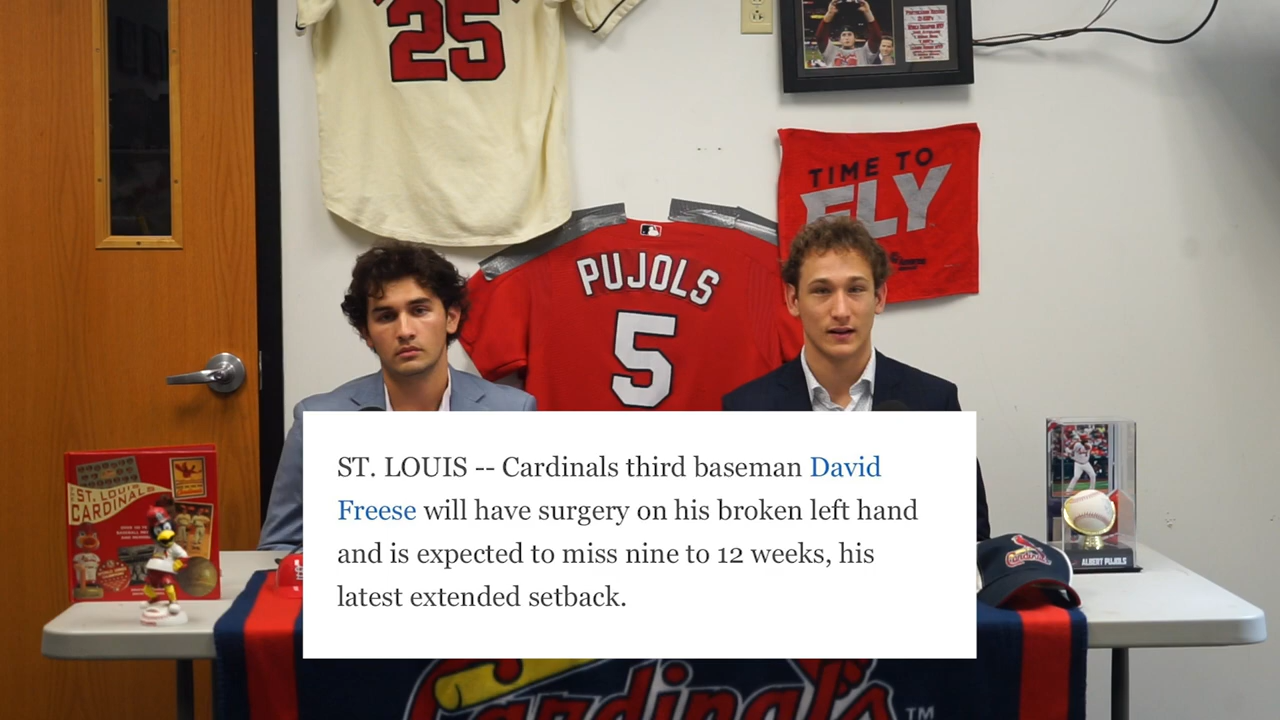 25
TIME TO
FLY
PUJOLS
5
ST. LOUIS -- Cardinals third baseman David
Freese will have surgery on his broken left hand
and is expected to miss nine to 12 weeks, his
latest extended setback.
ST. LOUIS
CARDINALS
Cardinals
ALBERT PUJOLS
Cardinals TM